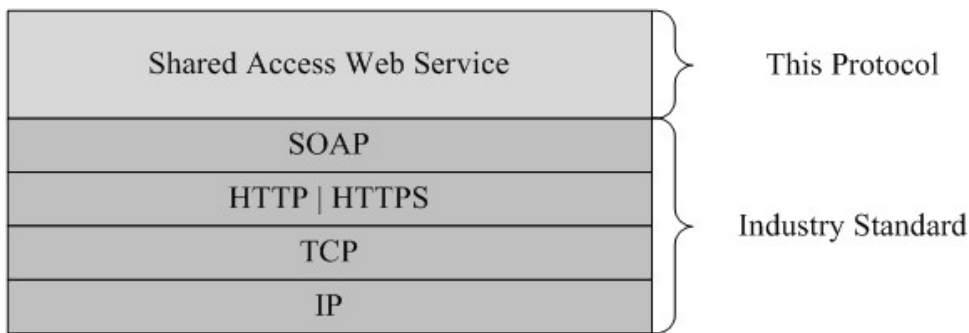 Shared Access Web Service
This Protocol
SOAP
HTTP | HTTPS
TCP
IP
Industry Standard